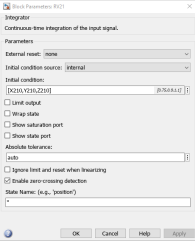 Block Parameters RX21
Integrator
Continuous-time integration of the input signal.
Parameters
External reset: none
Initial condition source: internal
Initial condition:
[X210,Y210,Z210]
Limit output
Wrap state
Show saturation port
Show state port
Absolute tolerance:
auto
Ignore limit and reset when linearizing
Enable zero-crossing detection
State Name: (e.g., 'position')
''
OK Cancel Help Apply